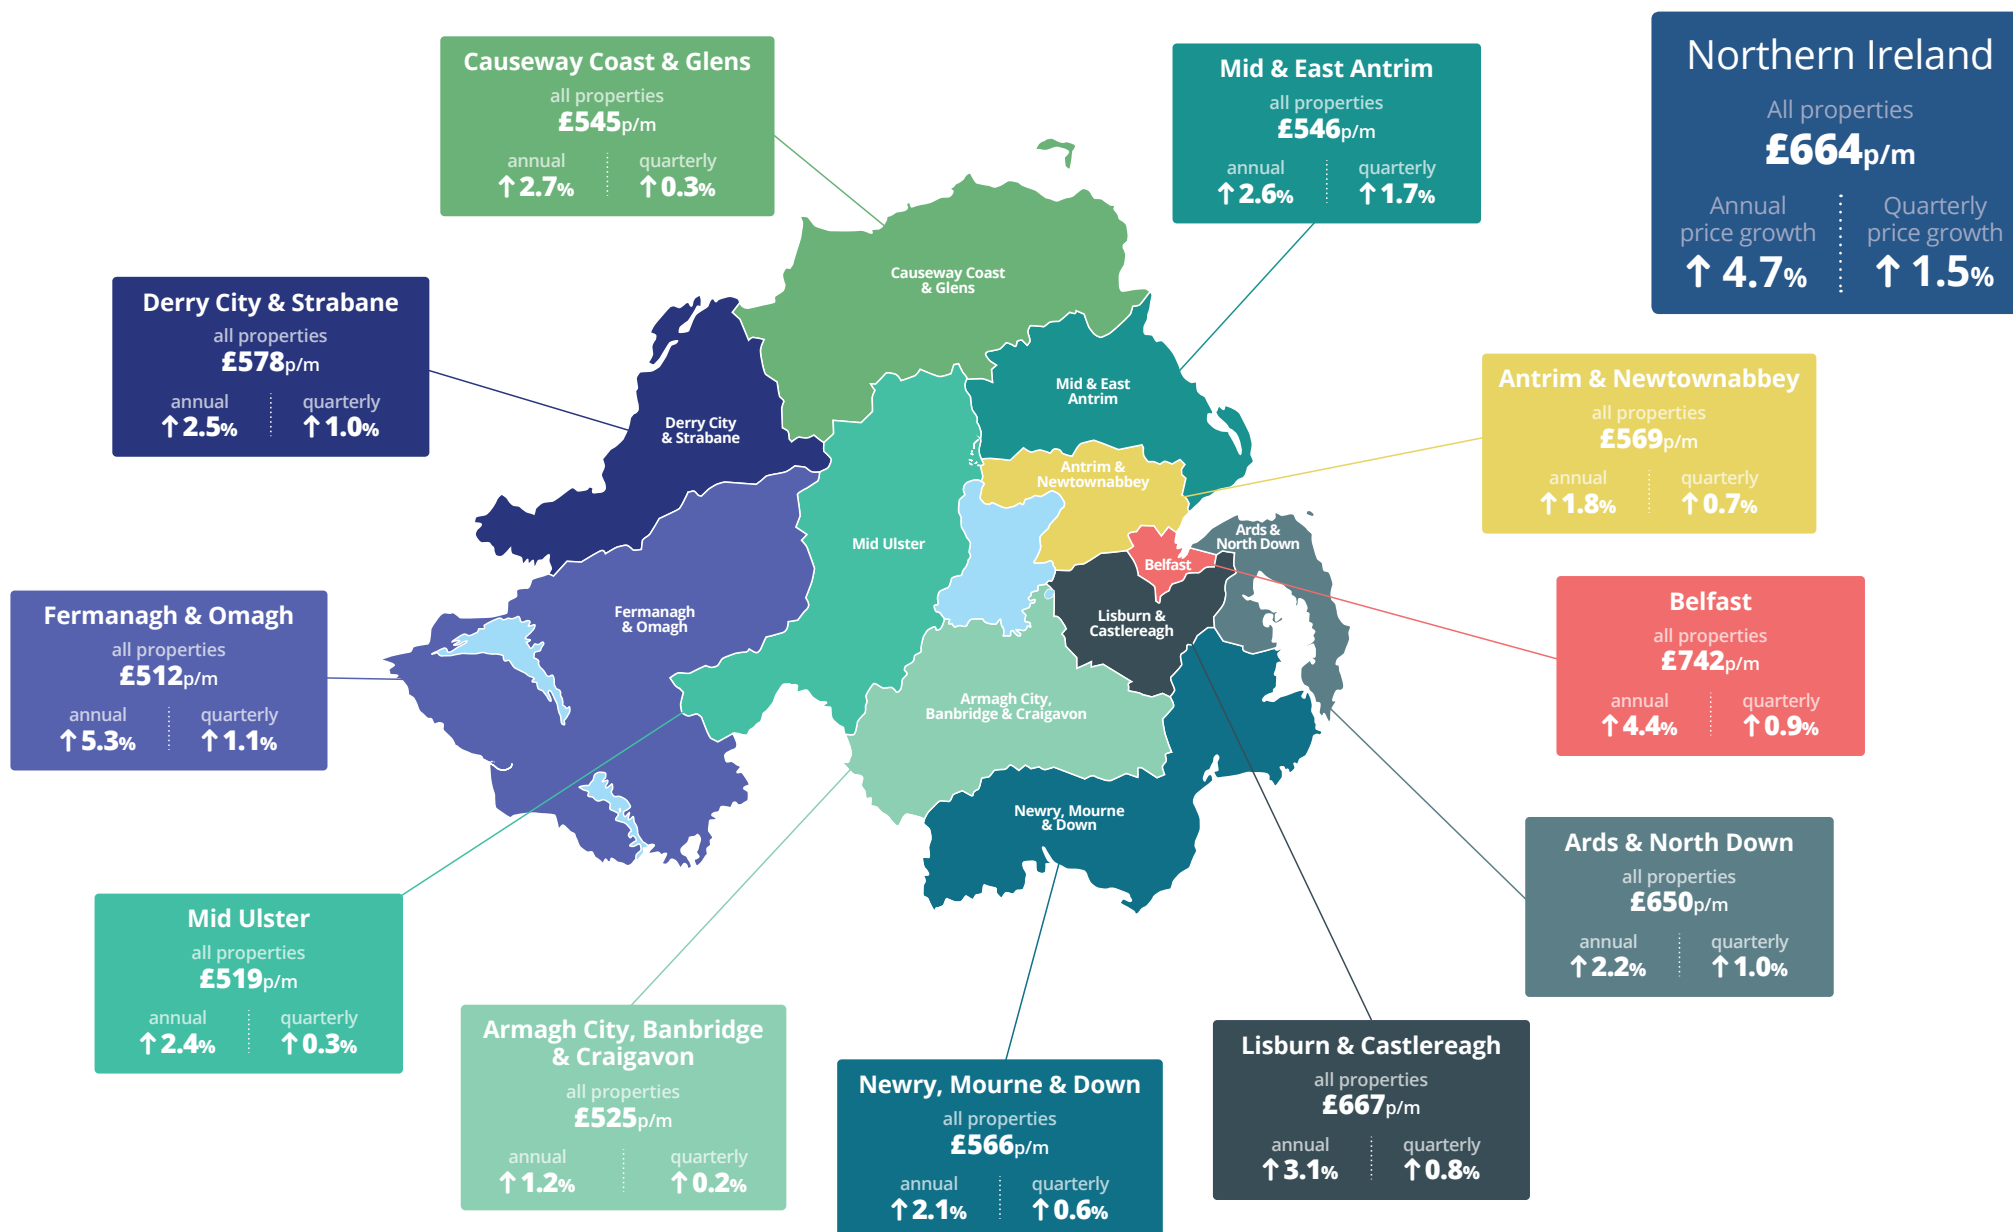 Causeway Coast & Glens
all properties
£545p/m
annual quarterly
↑2.7% ↑0.3%
Mid & East Antrim
all properties
£546p/m
annual quarterly
↑2.6% ↑1.7%
Northern Ireland
All properties
£664p/m
Annual Quarterly
price growth price growth
↑ 4.7% ↑ 1.5%
Derry City & Strabane
all properties
£578p/m
annual quarterly
↑2.5% ↑1.0%
Antrim & Newtownabbey
all properties
£569p/m
annual quarterly
↑1.8% ↑0.7%
Fermanagh & Omagh
all properties
£512p/m
annual quarterly
↑5.3% ↑1.1%
Belfast
all properties
£742p/m
annual quarterly
↑4.4% ↑0.9%
Mid Ulster
all properties
£519p/m
annual quarterly
↑2.4% ↑0.3%
Armagh City, Banbridge
& Craigavon
all properties
£525p/m
annual quarterly
↑1.2% ↑0.2%
Newry, Mourne & Down
all properties
£566p/m
annual quarterly
↑2.1% ↑0.6%
Lisburn & Castlereagh
all properties
£667p/m
annual quarterly
↑3.1% ↑0.8%
Ards & North Down
all properties
£650p/m
annual quarterly
↑2.2% ↑1.0%
Causeway Coast
& Glens
Mid & East
Antrim
Derry City
& Strabane
Antrim &
Newtownabbey
Ards &
North Down
Mid Ulster
Belfast
Fermanagh
& Omagh
Lisburn &
Castlereagh
Armagh City,
Banbridge & Craigavon
Newry, Mourne
& Down